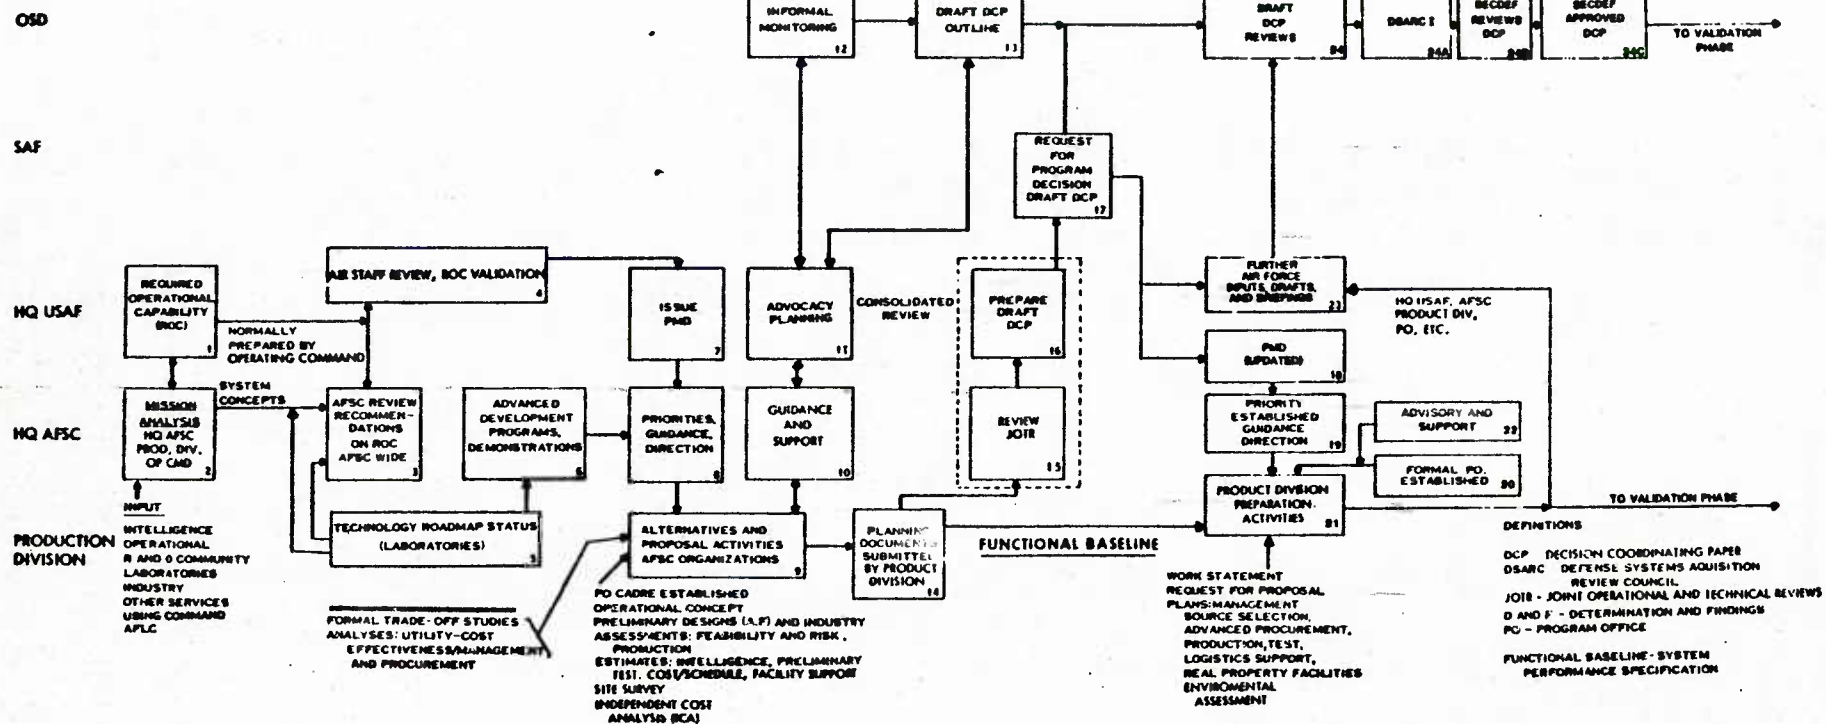 OSD
INFORMAL
MONITORING
12
DRAFT DCP
OUTLINE
13
DRAFT
DCP
REVIEWS
24
DSARC I
24A
SECDEF
REVIEWS
DCP
24B
SECDEF
APPROVED
DCP
24C
TO VALIDATION
PHASE
SAF
REQUEST
FOR
PROGRAM
DECISION
DRAFT DCP
17
HQ USAF
REQUIRED
OPERATIONAL
CAPABILITY
(ROC)
1
NORMALLY
PREPARED BY
OPERATING COMMAND
AIR STAFF REVIEW, ROC VALIDATION
4
ISSUE
PMD
7
ADVOCACY
PLANNING
11
CONSOLIDATED
REVIEW
PREPARE
DRAFT
DCP
16
FURTHER
AIR FORCE
INPUTS, DRAFTS,
AND BRIEFINGS
23
HQ USAF, AFSC
PRODUCT DIV,
PO, ETC.
PMD
(UPDATED)
18
HQ AFSC
MISSION
ANALYSIS
HQ AFSC
PROD, DIV,
OP CMD
2
SYSTEM
CONCEPTS
AFSC REVIEW
RECOMMEN-
DATIONS
ON ROC
AFSC WIDE
3
ADVANCED
DEVELOPMENT
PROGRAMS,
DEMONSTRATIONS
6
PRIORITIES,
GUIDANCE,
DIRECTION
8
GUIDANCE
AND
SUPPORT
10
REVIEW
JOTR
15
PRIORITY
ESTABLISHED
GUIDANCE
DIRECTION
19
ADVISORY AND
SUPPORT
22
FORMAL PO.
ESTABLISHED
20
PRODUCTION
DIVISION
INPUT
INTELLIGENCE
OPERATIONAL
R AND D COMMUNITY
LABORATORIES
INDUSTRY
OTHER SERVICES
USING COMMAND
AFLC
TECHNOLOGY ROADMAP STATUS
(LABORATORIES)
5
FORMAL TRADE-OFF STUDIES
ANALYSES: UTILITY-COST
EFFECTIVENESS/MANAGEMENT
AND PROCUREMENT
ALTERNATIVES AND
PROPOSAL ACTIVITIES
AFSC ORGANIZATIONS
9
PO CADRE ESTABLISHED
OPERATIONAL CONCEPT
PRELIMINARY DESIGNS (A.F) AND INDUSTRY
ASSESSMENTS: FEASIBILITY AND RISK,
PRODUCTION
ESTIMATES: INTELLIGENCE, PRELIMINARY
TEST, COST/SCHEDULE, FACILITY SUPPORT
SITE SURVEY
INDEPENDENT COST
ANALYSIS (ICA)
PLANNING
DOCUMENTS
SUBMITTED
BY PRODUCT
DIVISION
14
FUNCTIONAL BASELINE
PRODUCT DIVISION
PREPARATION
ACTIVITIES
21
WORK STATEMENT
REQUEST FOR PROPOSAL
PLANS:MANAGEMENT
SOURCE SELECTION,
ADVANCED PROCUREMENT,
PRODUCTION, TEST,
LOGISTICS SUPPORT,
REAL PROPERTY FACILITIES
ENVIROMENTAL
ASSESSMENT
TO VALIDATION PHASE
DEFINITIONS
DCP DECISION COORDINATING PAPER
DSARC DEFENSE SYSTEMS AQUISITION
REVIEW COUNCIL
JOTR - JOINT OPERATIONAL AND TECHNICAL REVIEWS
D AND F - DETERMINATION AND FINDINGS
PO - PROGRAM OFFICE
FUNCTIONAL BASELINE - SYSTEM
PERFORMANCE SPECIFICATION